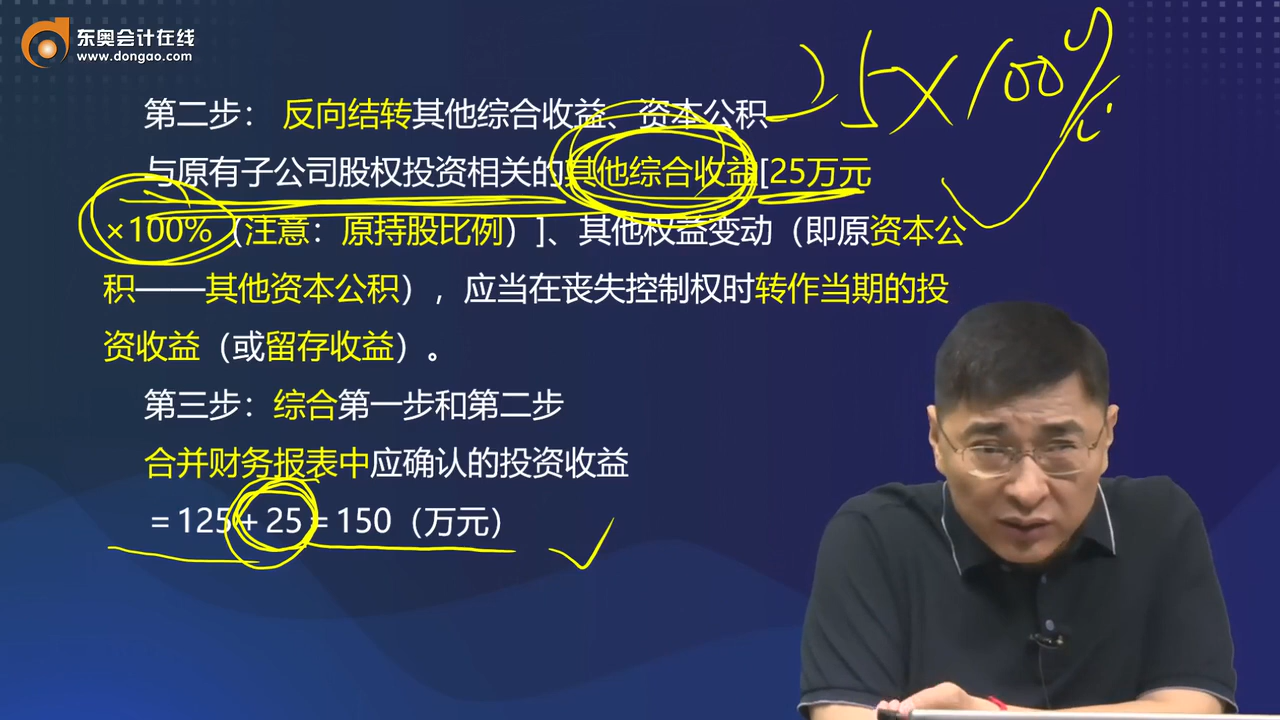 东奥会计在线
www.dongao.com
25×100%
第二步：反向结转其他综合收益、资本公积
与原有子公司股权投资相关的其他综合收益[25万元
×100%（注意：原持股比例）]、其他权益变动（即原资本公
积——其他资本公积），应当在丧失控制权时转作当期的投
资收益（或留存收益）。
第三步：综合第一步和第二步
合并财务报表中应确认的投资收益
＝125＋25＝150（万元）